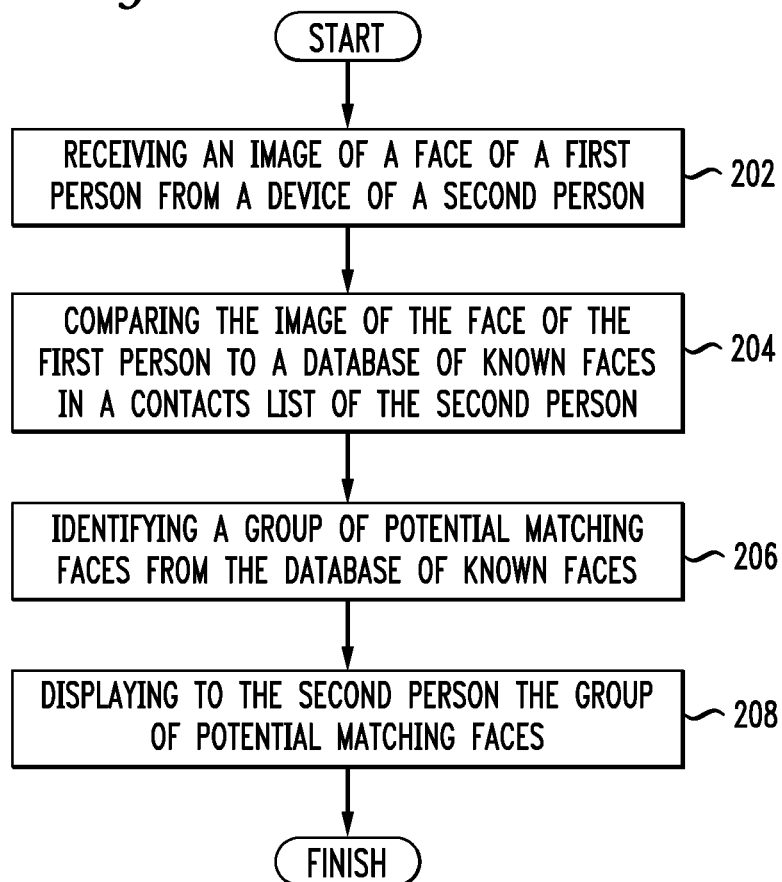 START
RECEIVING AN IMAGE OF A FACE OF A FIRST
PERSON FROM A DEVICE OF A SECOND PERSON
202
COMPARING THE IMAGE OF THE FACE OF THE
FIRST PERSON TO A DATABASE OF KNOWN FACES
IN A CONTACTS LIST OF THE SECOND PERSON
204
IDENTIFYING A GROUP OF POTENTIAL MATCHING
FACES FROM THE DATABASE OF KNOWN FACES
206
DISPLAYING TO THE SECOND PERSON THE GROUP
OF POTENTIAL MATCHING FACES
208
FINISH